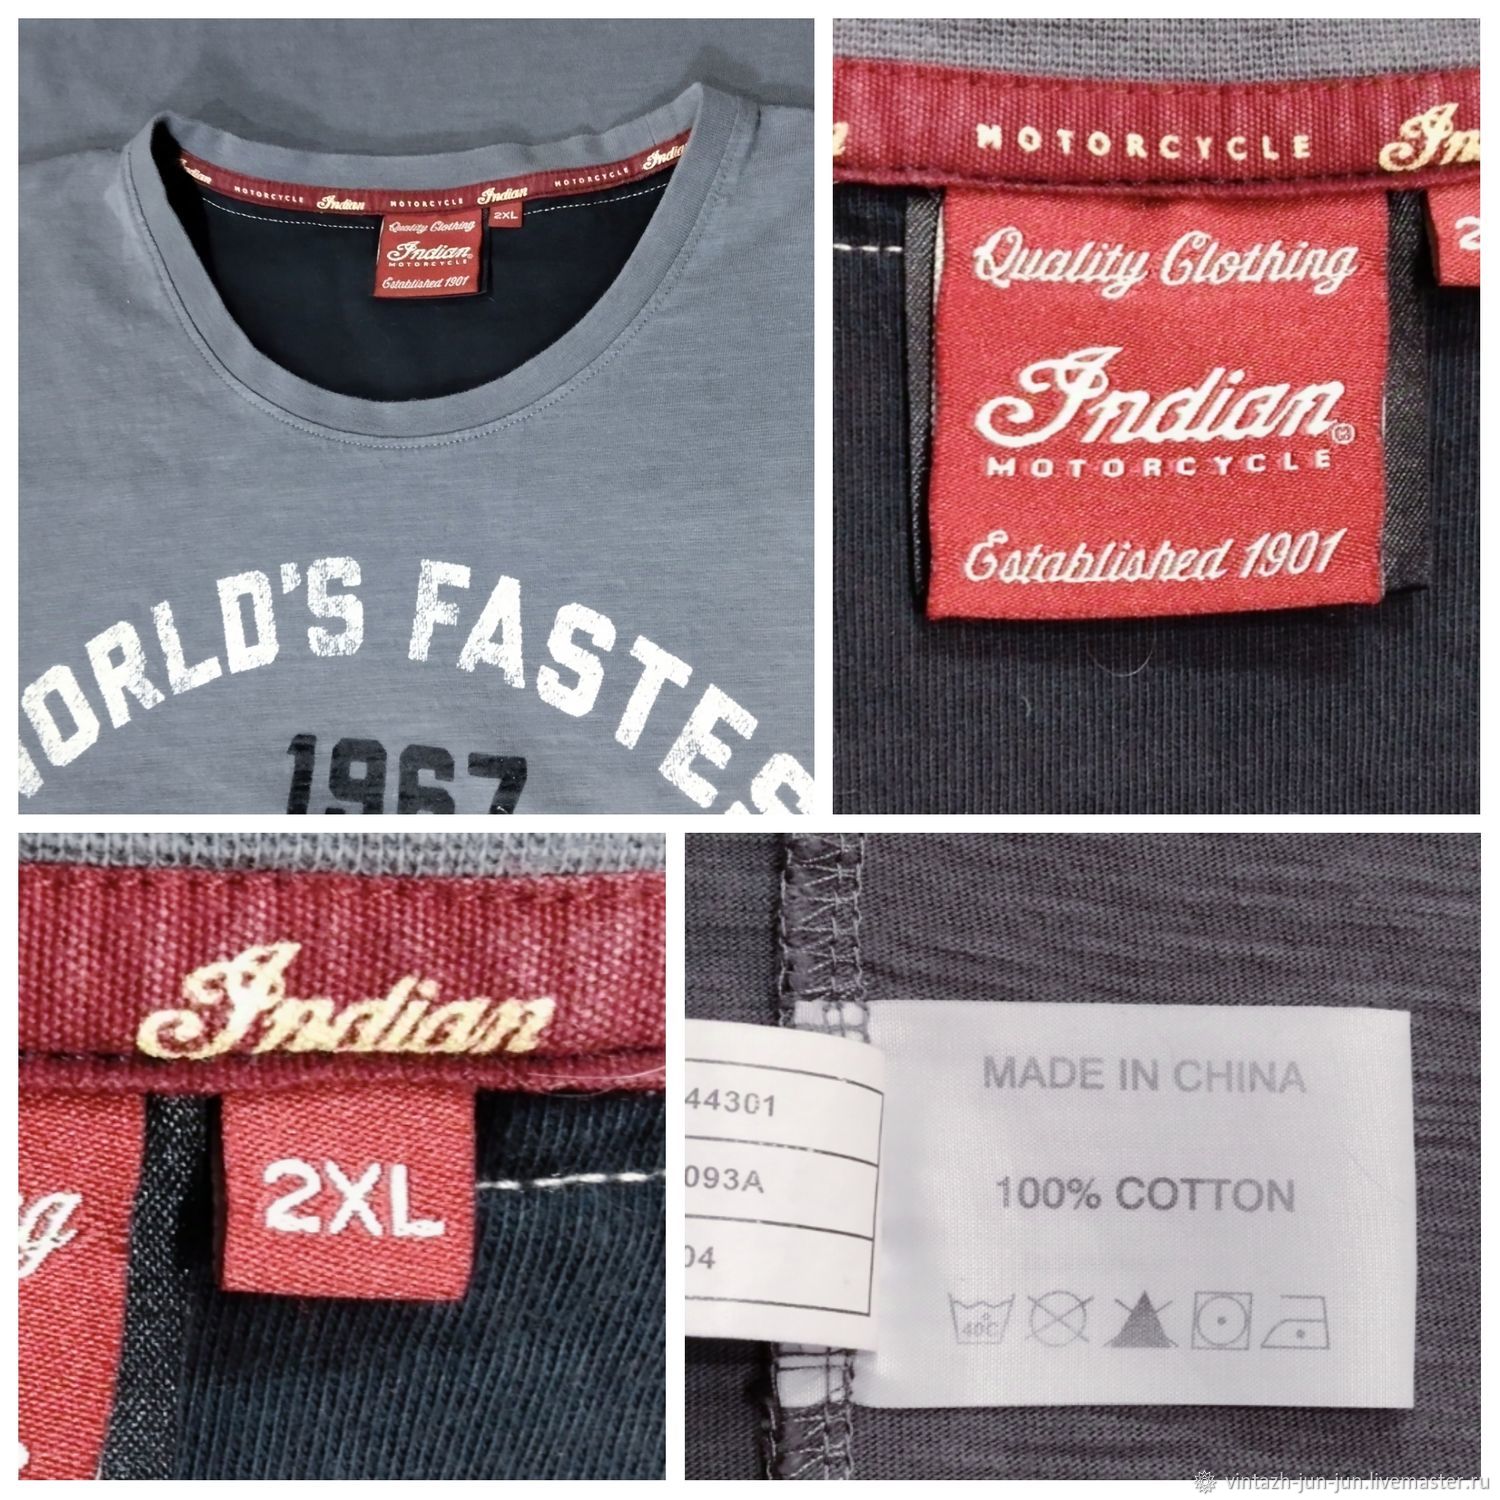 Indian MOTORCYCLE Indian MOTORCYCLE Indian MOTORCYCLE Indian
2XL
Quality Clothing
Indian
MOTORCYCLE
Established 1901
WORLD'S FASTES
1967
MOTORCYCLE
Quality Clothing
Indian
MOTORCYCLE
Established 1901
Indian
2XL
44301
093A
04
MADE IN CHINA
100% COTTON
40C
vintazh-jun-jun.livemaster.ru